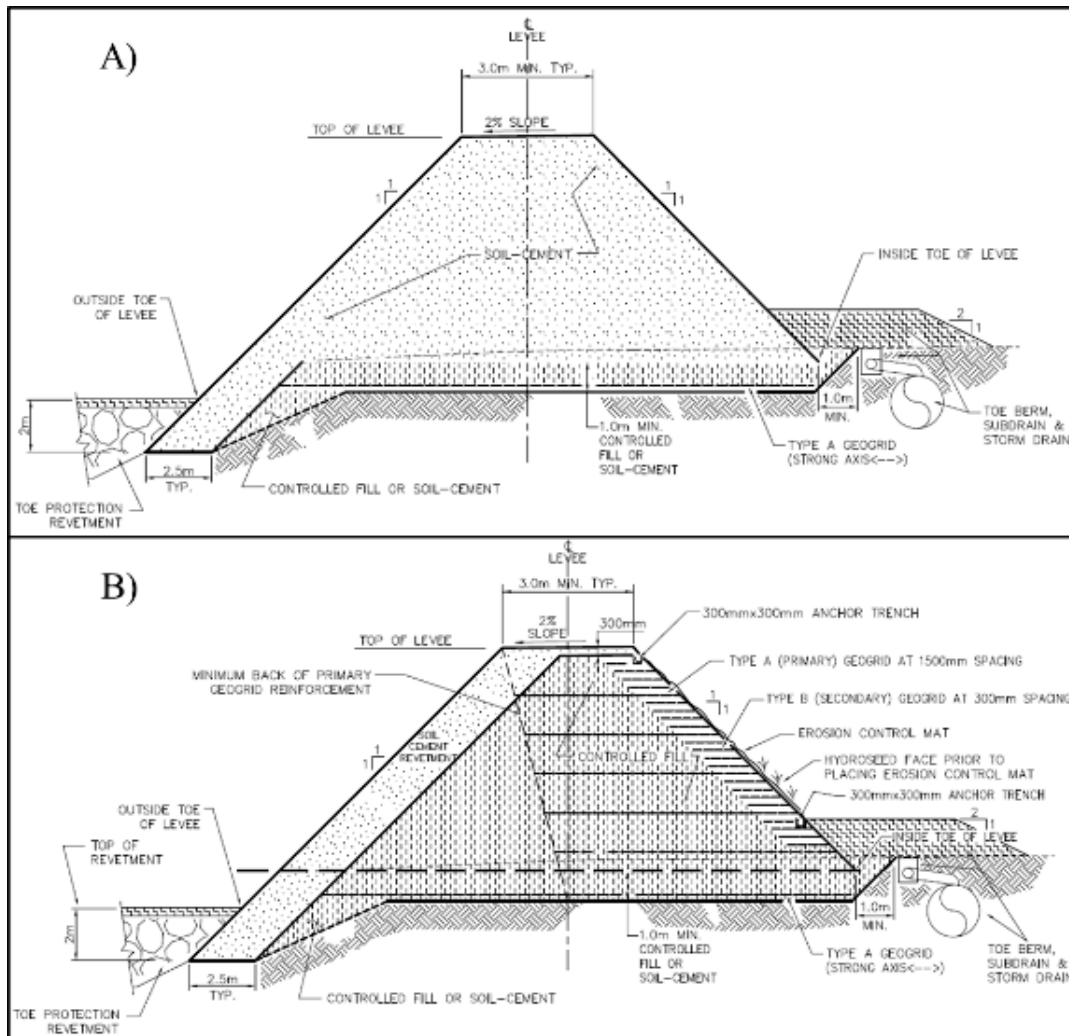 A)
℄
LEVEE
3.0m MIN. TYP.
2% SLOPE
TOP OF LEVEE
1
1
1
1
SOIL-CEMENT
INSIDE TOE OF LEVEE
OUTSIDE TOE
OF LEVEE
2
1
2m
1.0m
MIN.
2.5m
TYP.
1.0m MIN.
CONTROLLED
FILL OR
SOIL-CEMENT
TYPE A GEOGRID
(STRONG AXIS<-->)
TOE BERM,
SUBDRAIN &
STORM DRAIN
CONTROLLED FILL OR SOIL-CEMENT
TOE PROTECTION
REVETMENT
B)
℄
LEVEE
3.0m MIN. TYP.
300mmx300mm ANCHOR TRENCH
2%
SLOPE
300mm
TOP OF LEVEE
TYPE A (PRIMARY) GEOGRID AT 1500mm SPACING
MINIMUM BACK OF PRIMARY
GEOGRID REINFORCEMENT
TYPE B (SECONDARY) GEOGRID AT 300mm SPACING
1
1
EROSION CONTROL MAT
SOIL
CEMENT
REVETMENT
CONTROLLED FILL
1
1
HYDROSEED FACE PRIOR TO
PLACING EROSION CONTROL MAT
300mmx300mm ANCHOR TRENCH
OUTSIDE TOE
OF LEVEE
2
1
INSIDE TOE OF LEVEE
TOP OF
REVETMENT
2m
1.0m
MIN.
2.5m
TYP.
1.0m MIN.
CONTROLLED
FILL OR
SOIL-CEMENT
TYPE A GEOGRID
(STRONG AXIS<-->)
TOE BERM,
SUBDRAIN &
STORM DRAIN
CONTROLLED FILL OR SOIL-CEMENT
TOE PROTECTION
REVETMENT